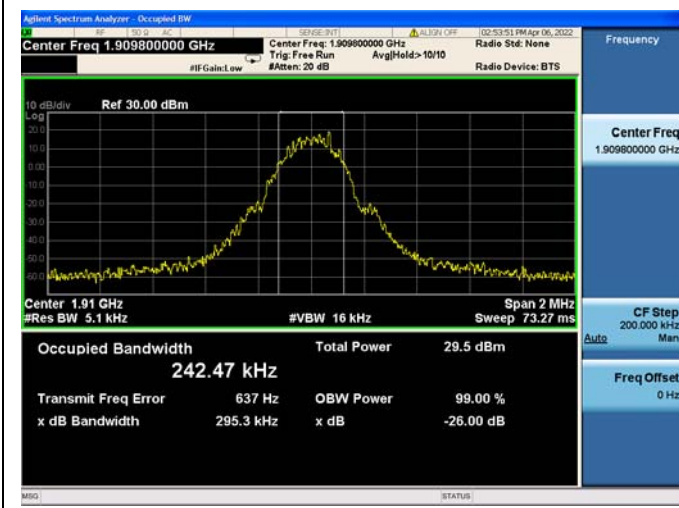 Agilent Spectrum Analyzer - Occupied BW
RF 50 Ω AC SENSE:INT ALIGN OFF 02:53:51 PM Apr 06, 2022
Center Freq 1.909800000 GHz Center Freq: 1.909800000 GHz Radio Std: None Frequency
Trig: Free Run Avg|Hold:>10/10
#IFGain:Low #Atten: 20 dB Radio Device: BTS
10 dB/div Ref 30.00 dBm
Log
20.0
10.0
0.00
10.0
20.0
30.0
40.0
50.0
60.0
Center Freq
1.909800000 GHz
Center 1.91 GHz Span 2 MHz
#Res BW 5.1 kHz #VBW 16 kHz Sweep 73.27 ms
CF Step
200.000 kHz
Auto Man
Occupied Bandwidth Total Power 29.5 dBm
242.47 kHz
Transmit Freq Error 637 Hz OBW Power 99.00 %
x dB Bandwidth 295.3 kHz x dB -26.00 dB
Freq Offset
0 Hz
MSG STATUS